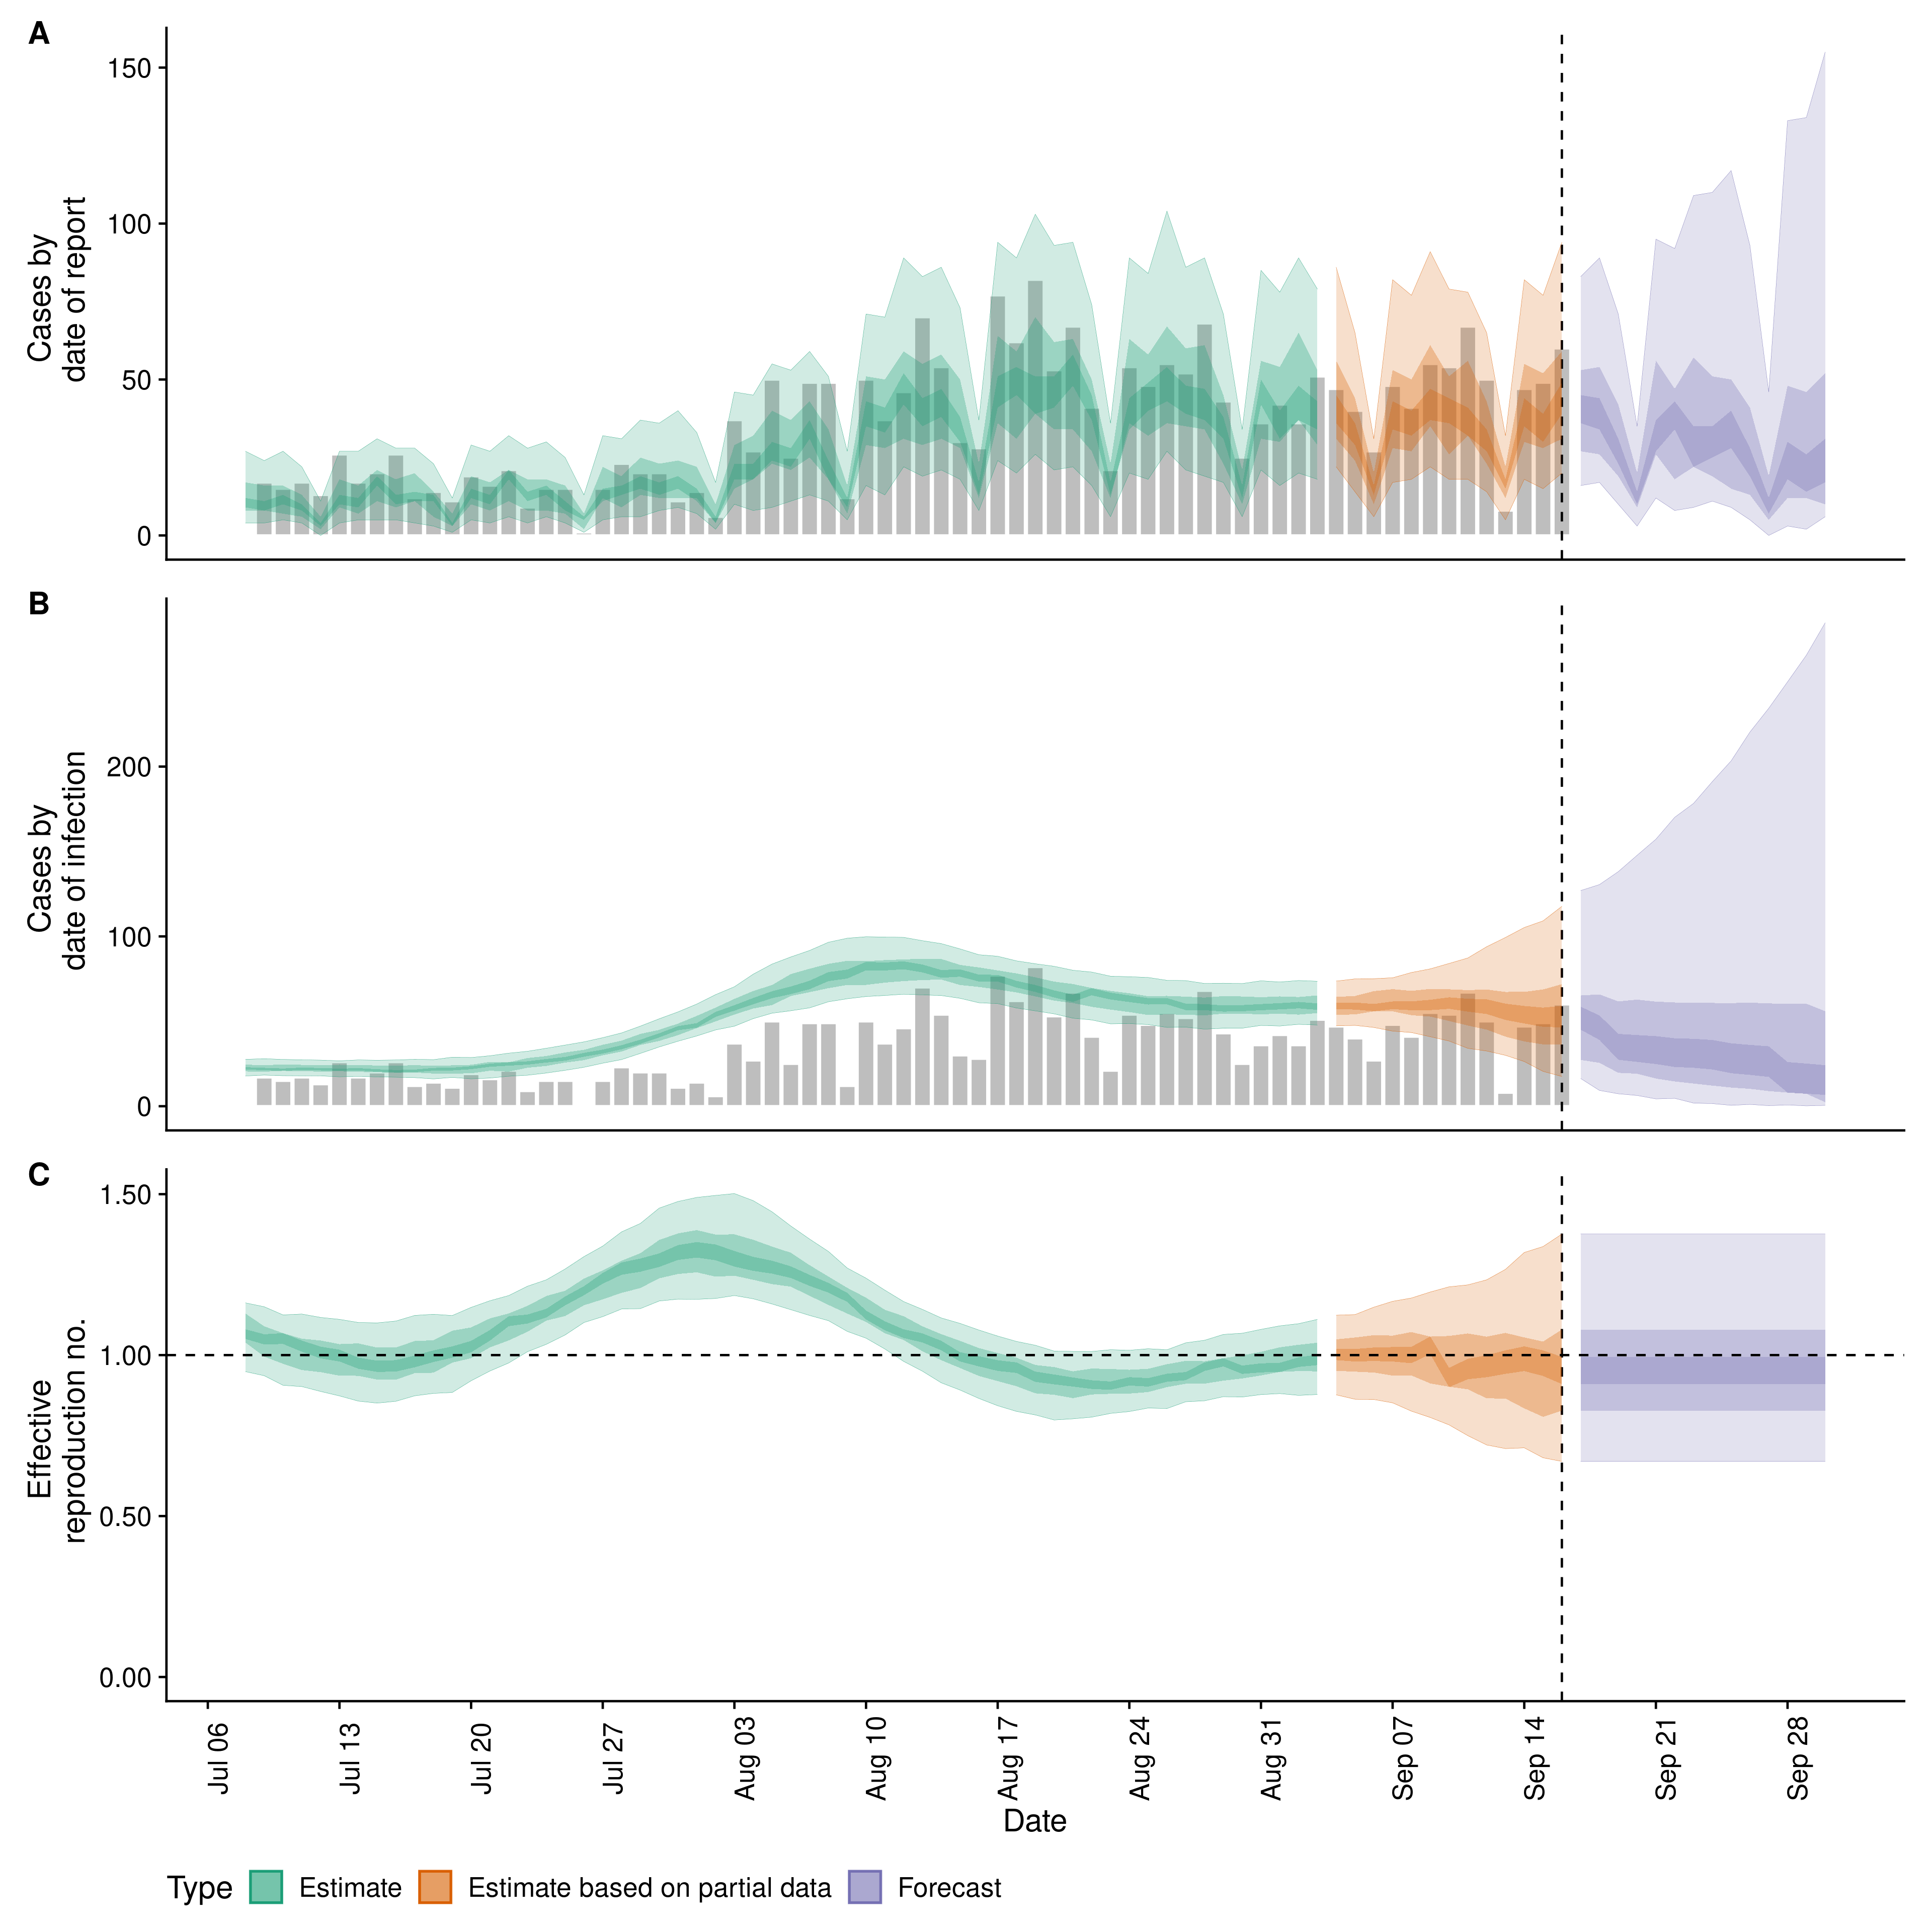 A
150
100
50
0
Cases by
date of report
B
200
100
0
Cases by
date of infection
C
1.50
1.00
0.50
0.00
Effective
reproduction no.
Jul 06
Jul 13
Jul 20
Jul 27
Aug 03
Aug 10
Aug 17
Aug 24
Aug 31
Sep 07
Sep 14
Sep 21
Sep 28
Date
Type Estimate Estimate based on partial data Forecast